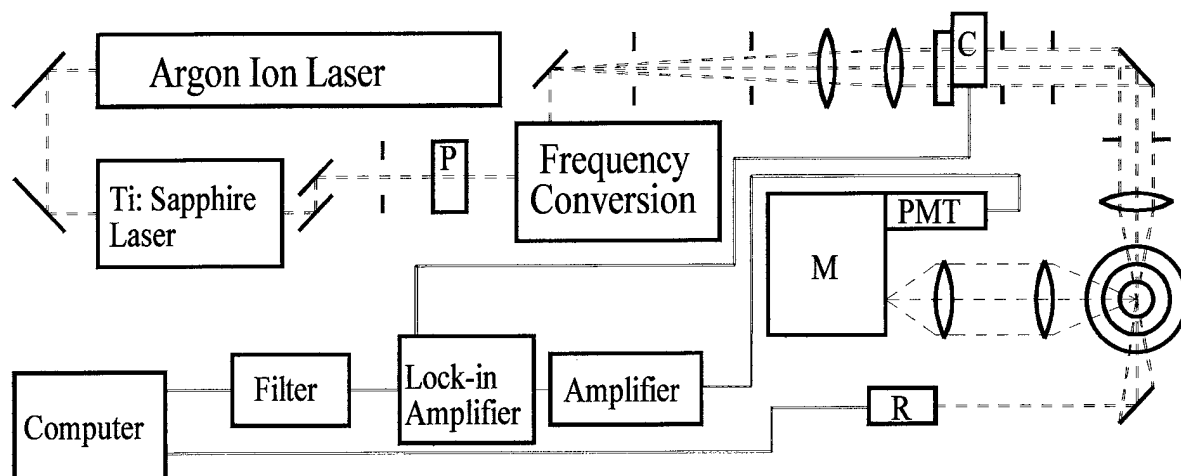 Argon Ion Laser
C
P
Frequency
Conversion
Ti: Sapphire
Laser
PMT
M
Lock-in
Amplifier
Filter
Amplifier
Computer
R